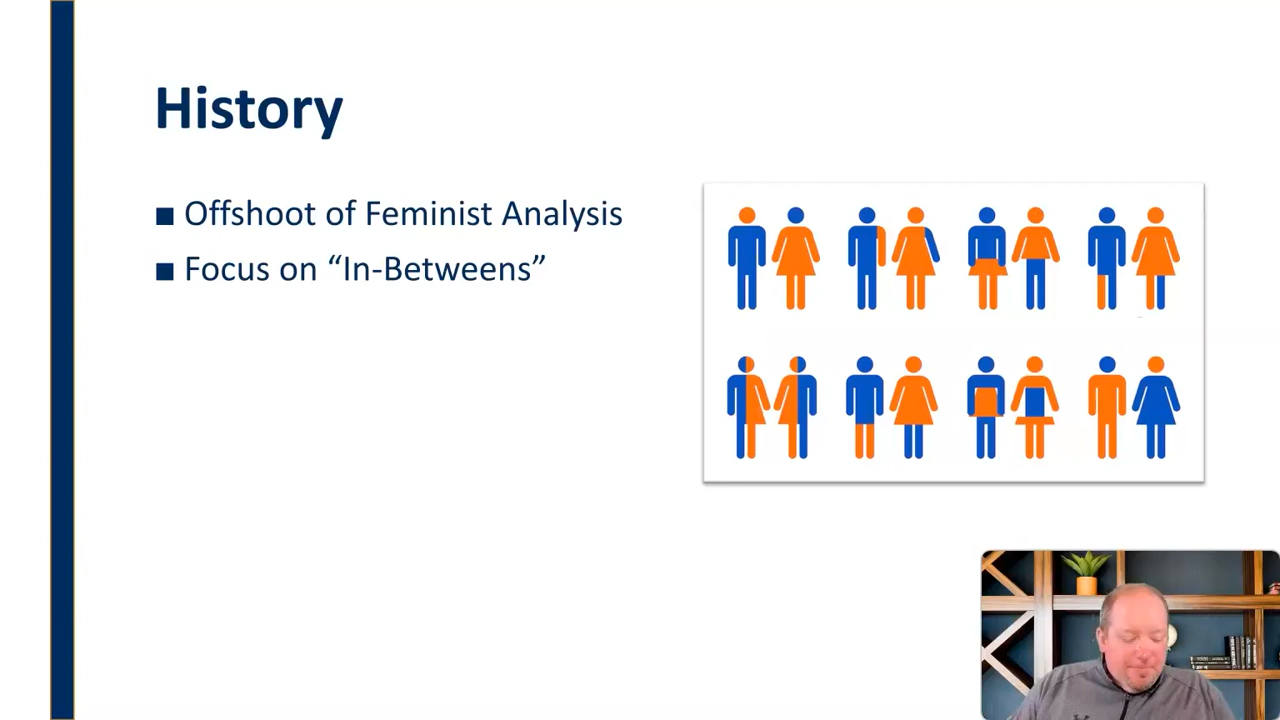 History
■ Offshoot of Feminist Analysis
■ Focus on “In-Betweens”